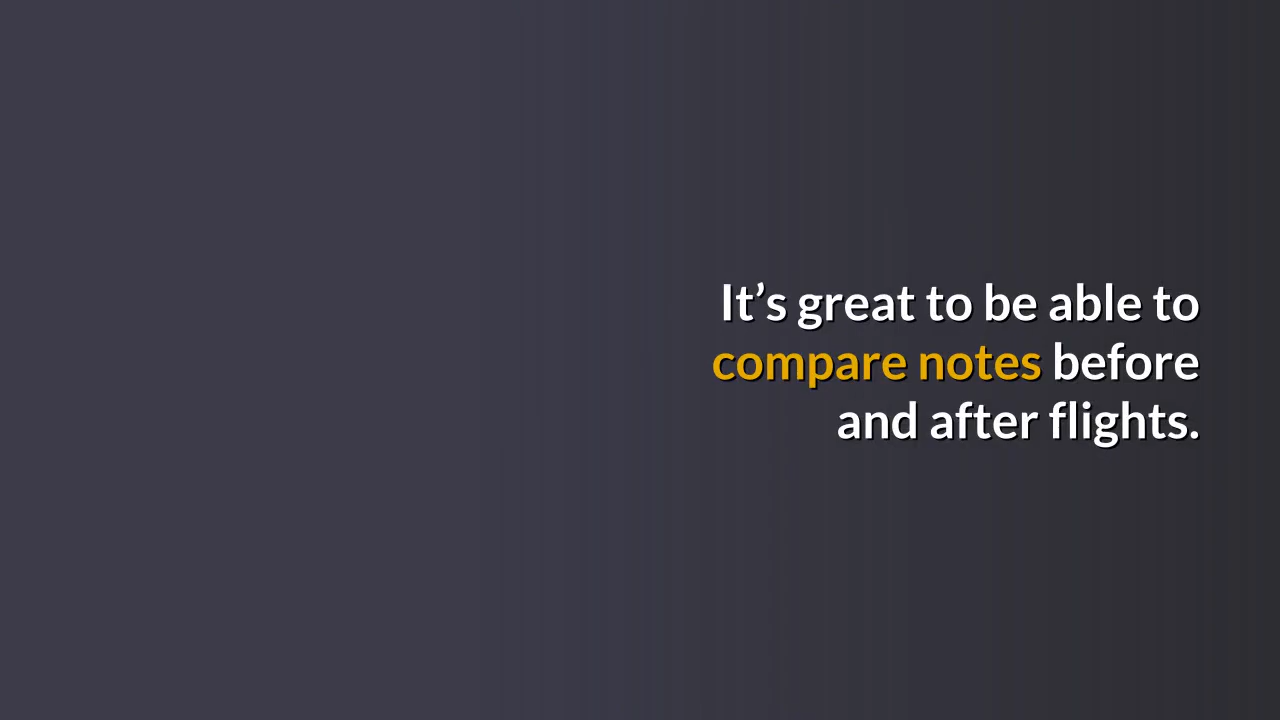 It’s great to be able to
compare notes before
and after flights.